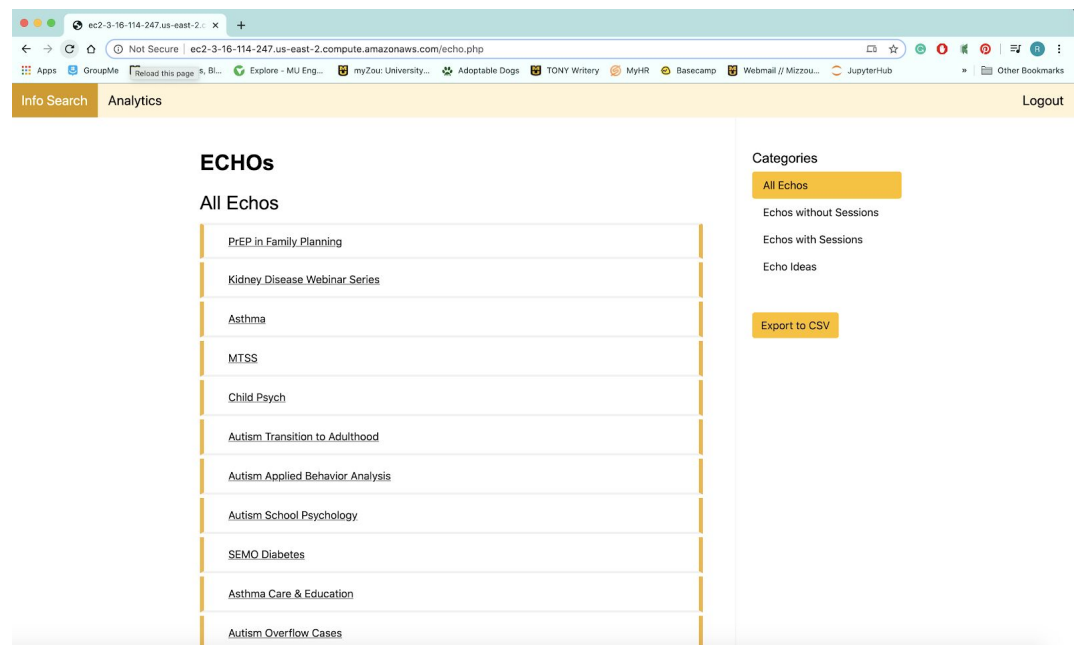 ec2-3-16-114-247.us-east-2.c
Not Secure | ec2-3-16-114-247.us-east-2.compute.amazonaws.com/echo.php
R
Apps GroupMe s, Bl... Explore - MU Eng... myZou: University... Adoptable Dogs TONY Writery MyHR Basecamp Webmail // Mizzou... JupyterHub » Other Bookmarks
Reload this page
Info Search Analytics Logout
ECHOs
All Echos
PrEP in Family Planning
Kidney Disease Webinar Series
Asthma
MTSS
Child Psych
Autism Transition to Adulthood
Autism Applied Behavior Analysis
Autism School Psychology
SEMO Diabetes
Asthma Care & Education
Autism Overflow Cases
Categories
All Echos
Echos without Sessions
Echos with Sessions
Echo Ideas
Export to CSV